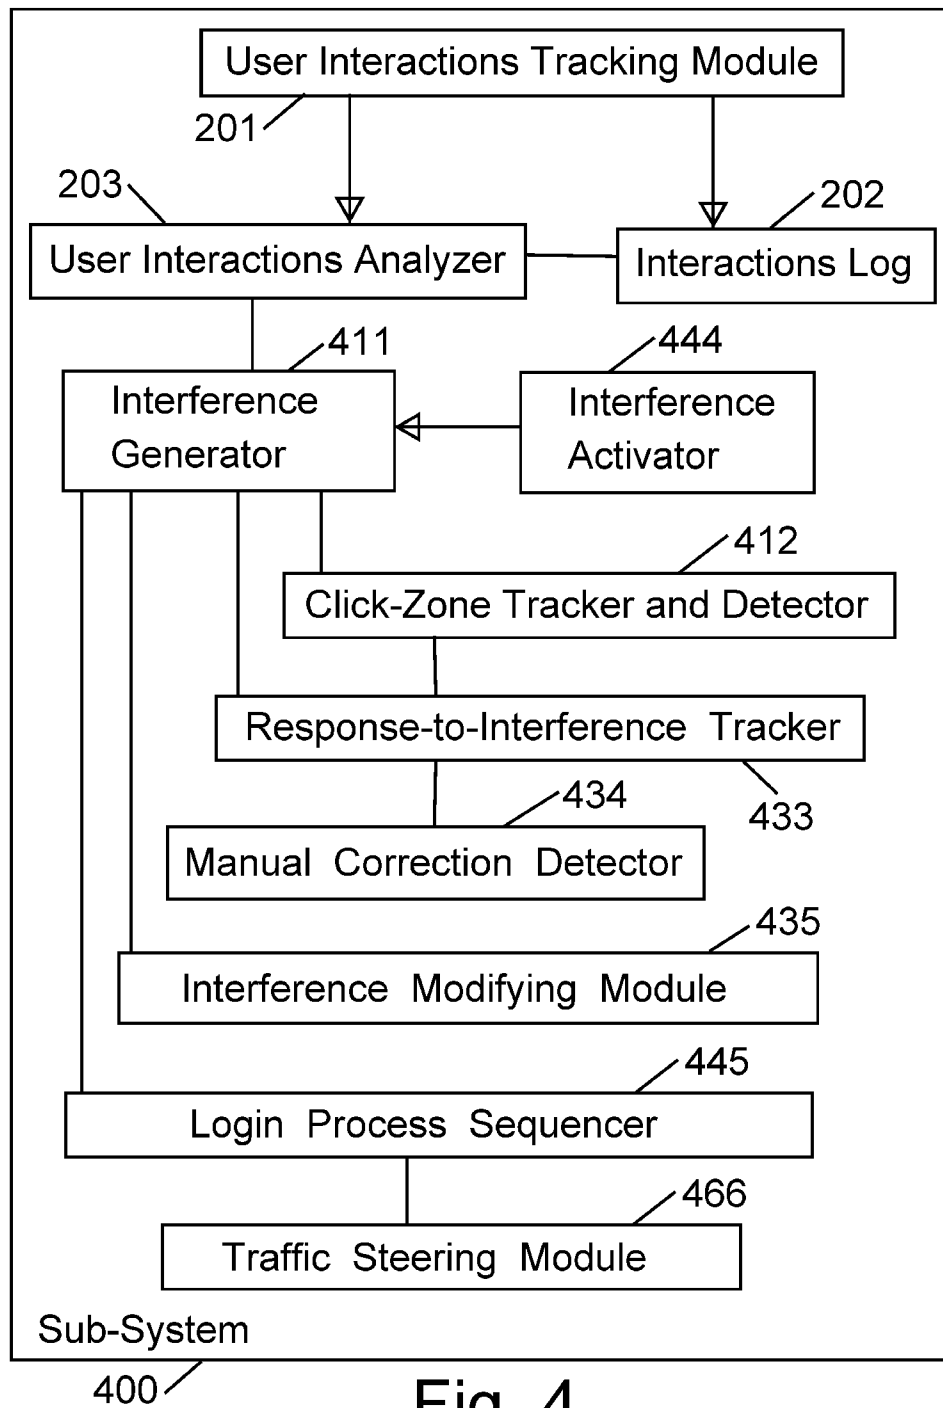 User Interactions Tracking Module
201
203
202
User Interactions Analyzer
Interactions Log
411
444
Interference
Generator
Interference
Activator
412
Click-Zone Tracker and Detector
Response-to-Interference Tracker
434
433
Manual Correction Detector
435
Interference Modifying Module
445
Login Process Sequencer
466
Traffic Steering Module
Sub-System
400
Fig. 4